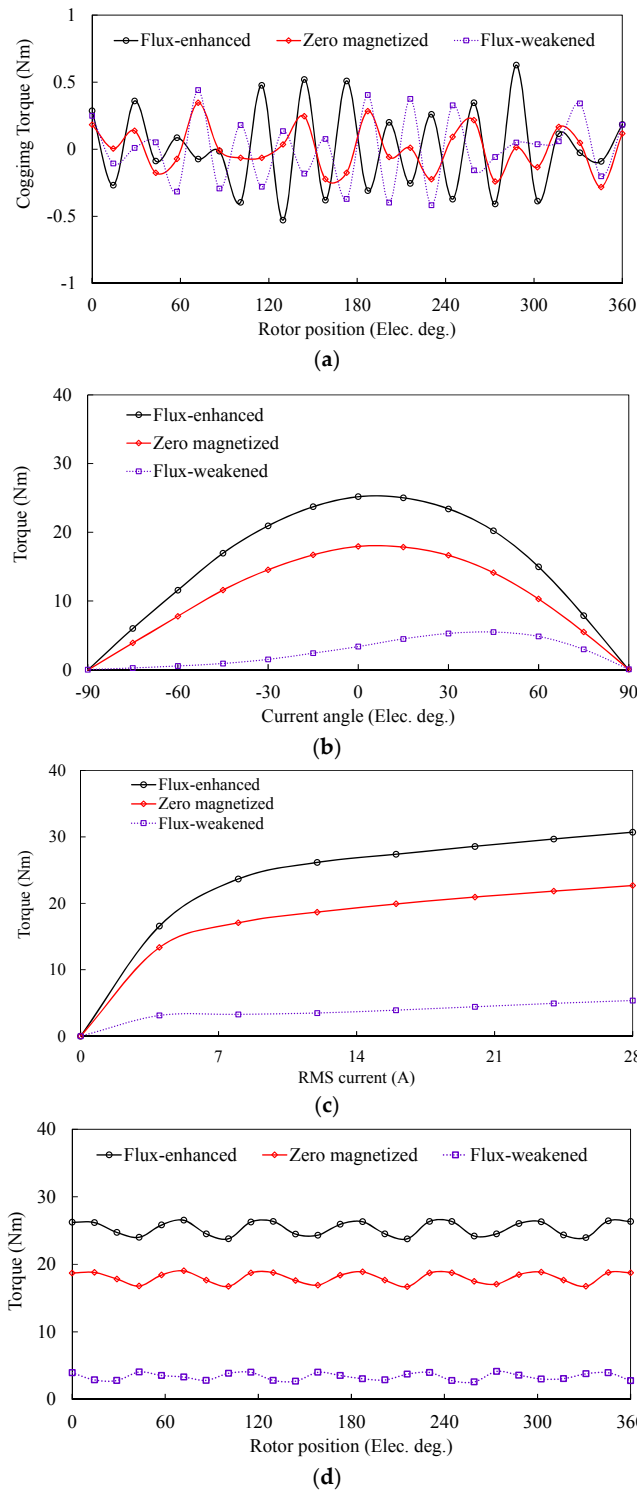 Flux-enhanced Zero magnetized Flux-weakened
Cogging Torque (Nm)
1
0.5
0
-0.5
-1
0 60 120 180 240 300 360
Rotor position (Elec. deg.)
(a)
Flux-enhanced
Zero magnetized
Flux-weakened
Torque (Nm)
40
30
20
10
0
-90 -60 -30 0 30 60 90
Current angle (Elec. deg.)
(b)
Flux-enhanced
Zero magnetized
Flux-weakened
Torque (Nm)
40
30
20
10
0
0 7 14 21 28
RMS current (A)
(c)
Flux-enhanced Zero magnetized Flux-weakened
Torque (Nm)
40
30
20
10
0
0 60 120 180 240 300 360
Rotor position (Elec. deg.)
(d)